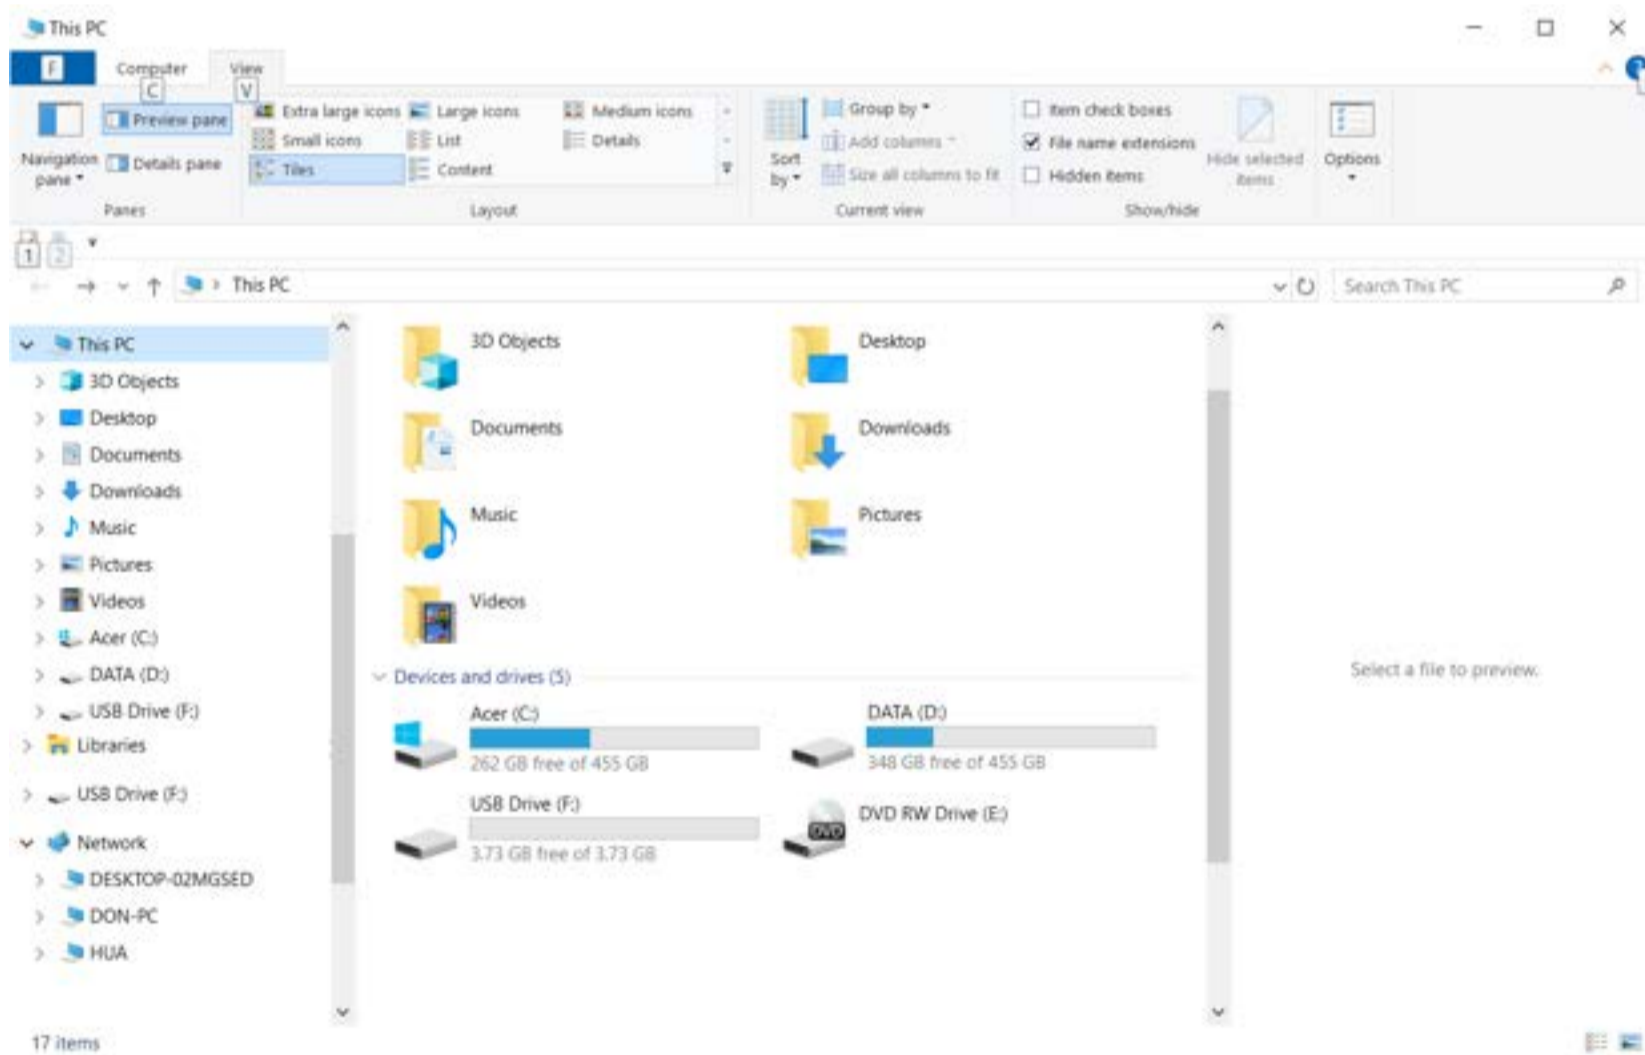 This PC
F
Computer
View
C
V
Preview pane
Extra large icons
Large icons
Medium icons
Group by
Item check boxes
Small icons
List
Details
Add columns
File name extensions
Navigation pane
Details pane
Tiles
Content
Sort by
Size all columns to fit
Hidden items
Hide selected items
Options
Panes
Layout
Current view
Show/hide
1
2
This PC
Search This PC
This PC
3D Objects
Desktop
Documents
Downloads
Music
Pictures
Videos
Acer (C:)
DATA (D:)
USB Drive (F:)
Libraries
USB Drive (F:)
Network
DESKTOP-02MGSED
DON-PC
HUA
3D Objects
Desktop
Documents
Downloads
Music
Pictures
Videos
Devices and drives (5)
Acer (C:)
262 GB free of 455 GB
DATA (D:)
348 GB free of 455 GB
USB Drive (F:)
3.73 GB free of 3.73 GB
DVD
DVD RW Drive (E:)
Select a file to preview.
17 items